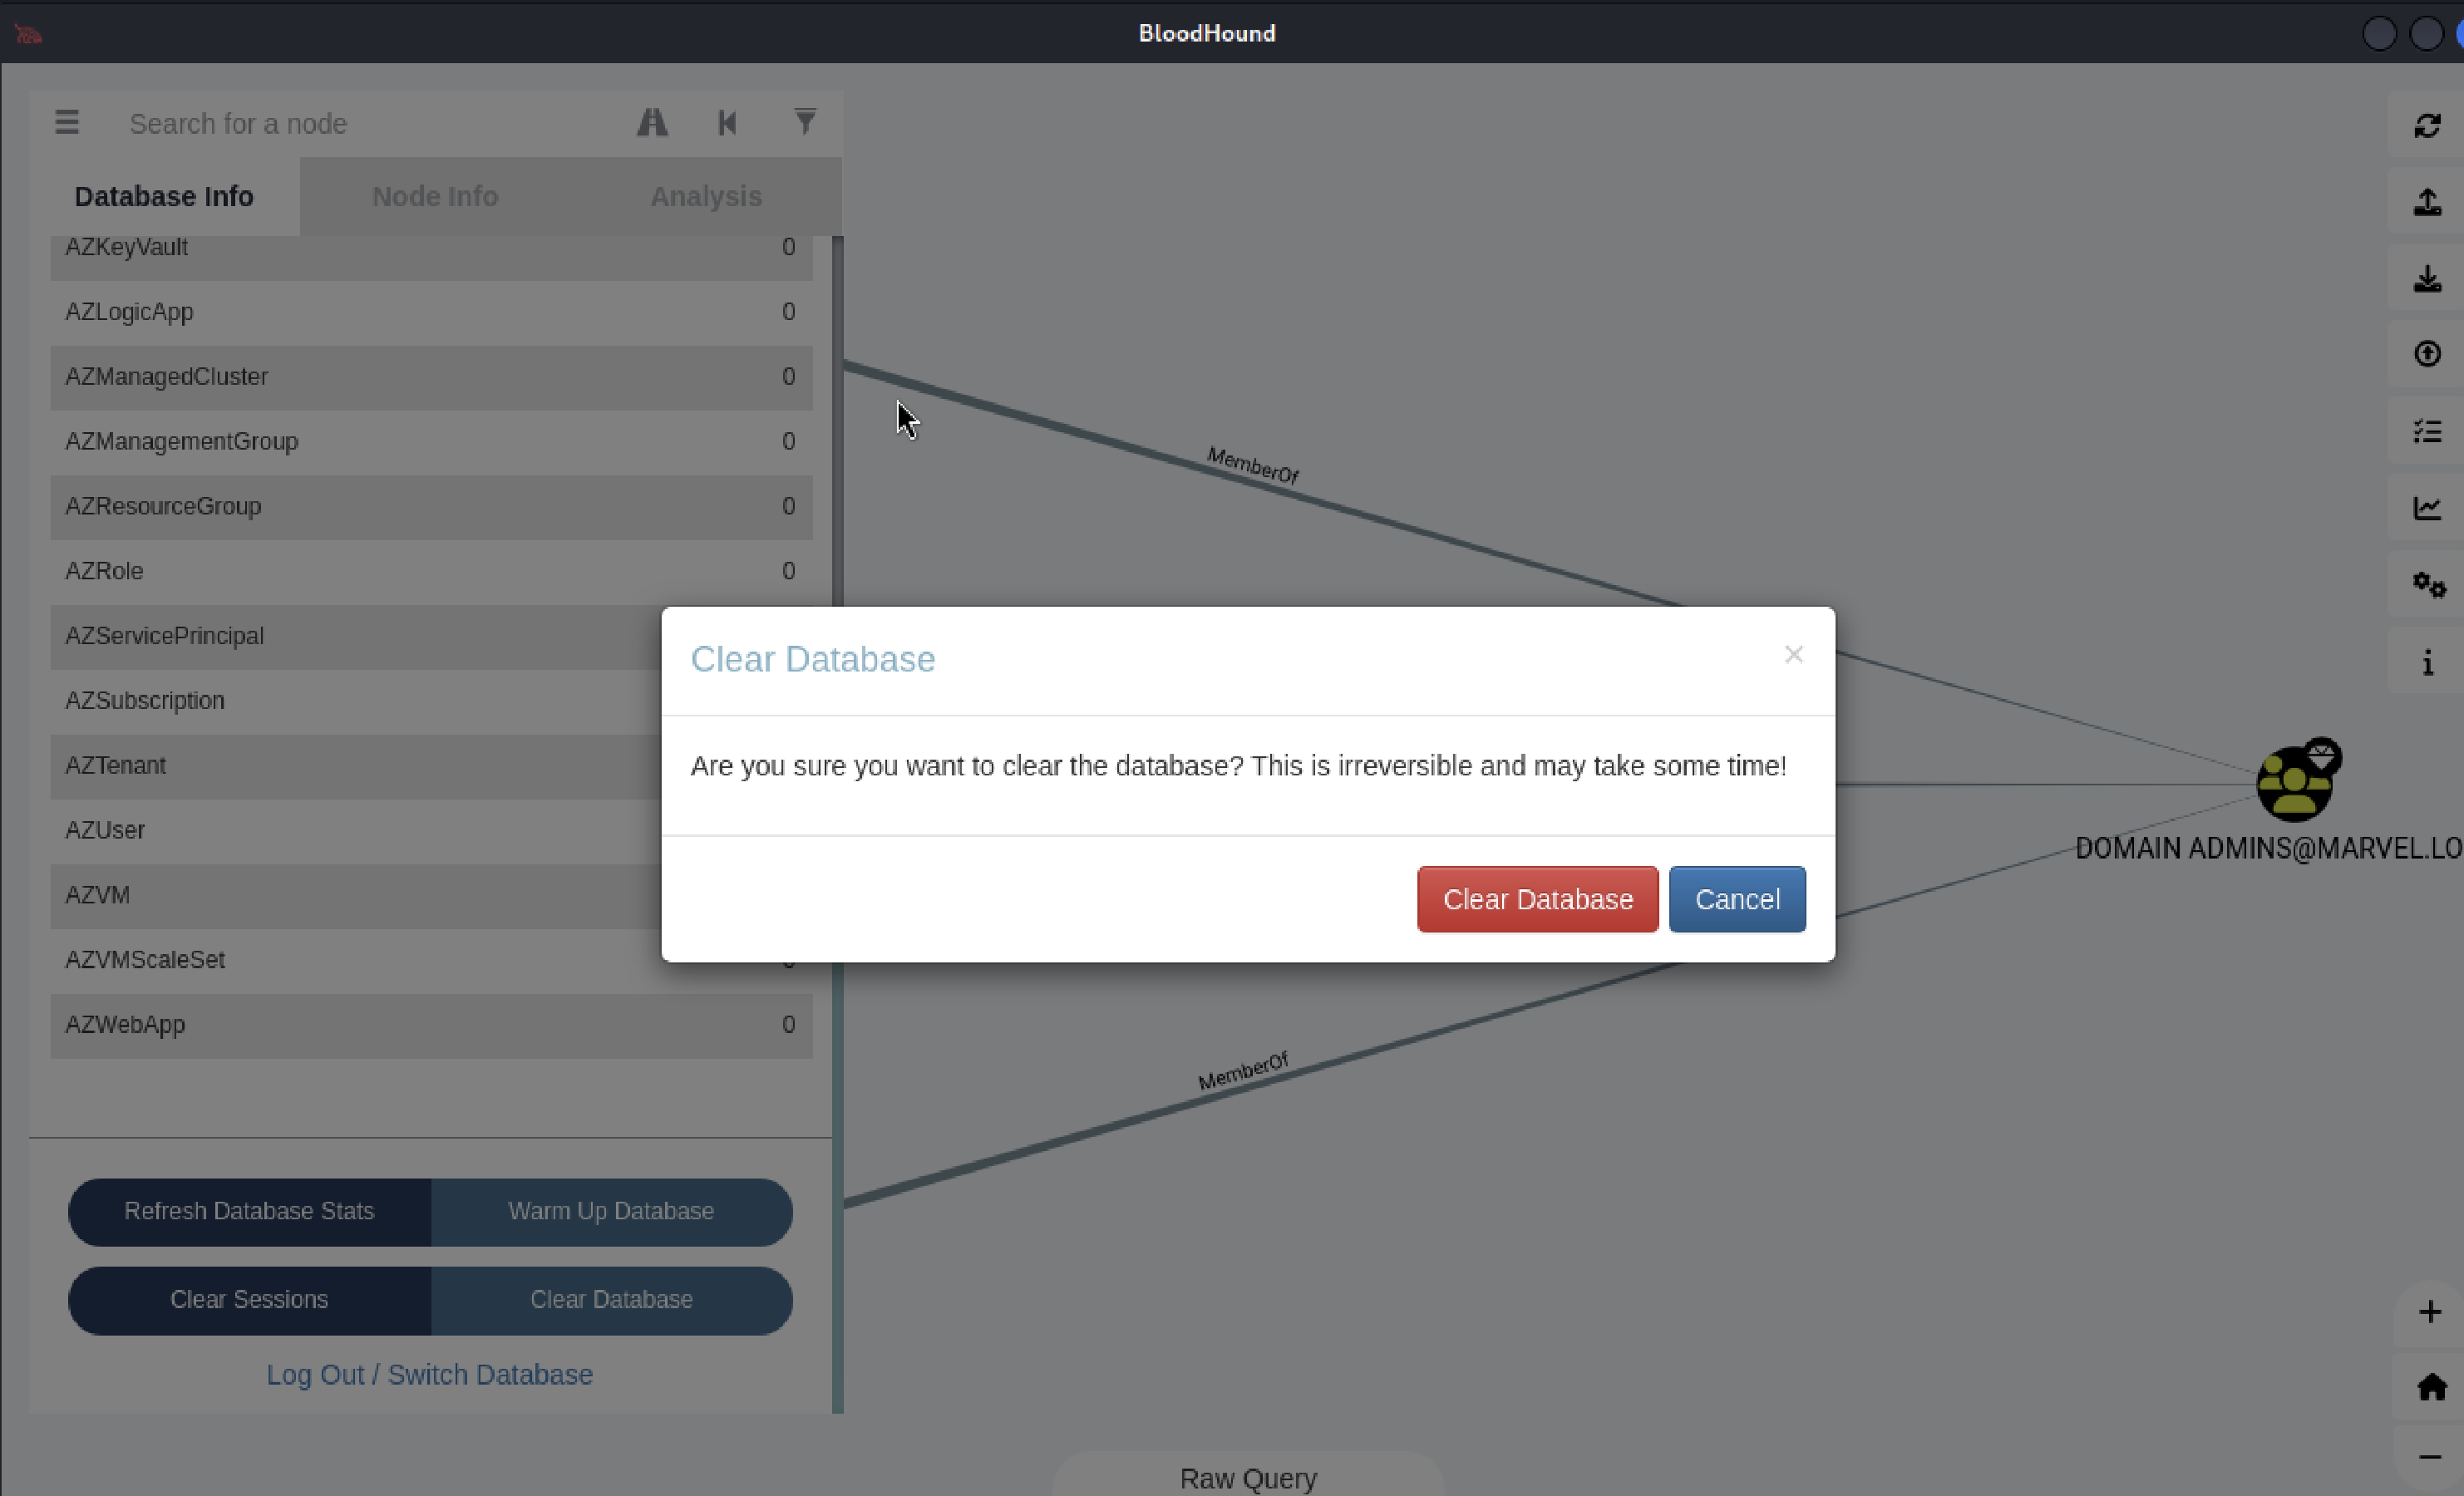 BloodHound
Search for a node
Database Info Node Info Analysis
AZKeyVault 0
AZLogicApp 0
AZManagedCluster 0
AZManagementGroup 0
AZResourceGroup 0
AZRole 0
AZServicePrincipal
AZSubscription
AZTenant
AZUser
AZVM
AZVMScaleSet
AZWebApp 0
Refresh Database Stats Warm Up Database
Clear Sessions Clear Database
Log Out / Switch Database
MemberOf
Clear Database ×
Are you sure you want to clear the database? This is irreversible and may take some time!
Clear Database Cancel
DOMAIN ADMINS@MARVEL.LO
MemberOf
Raw Query